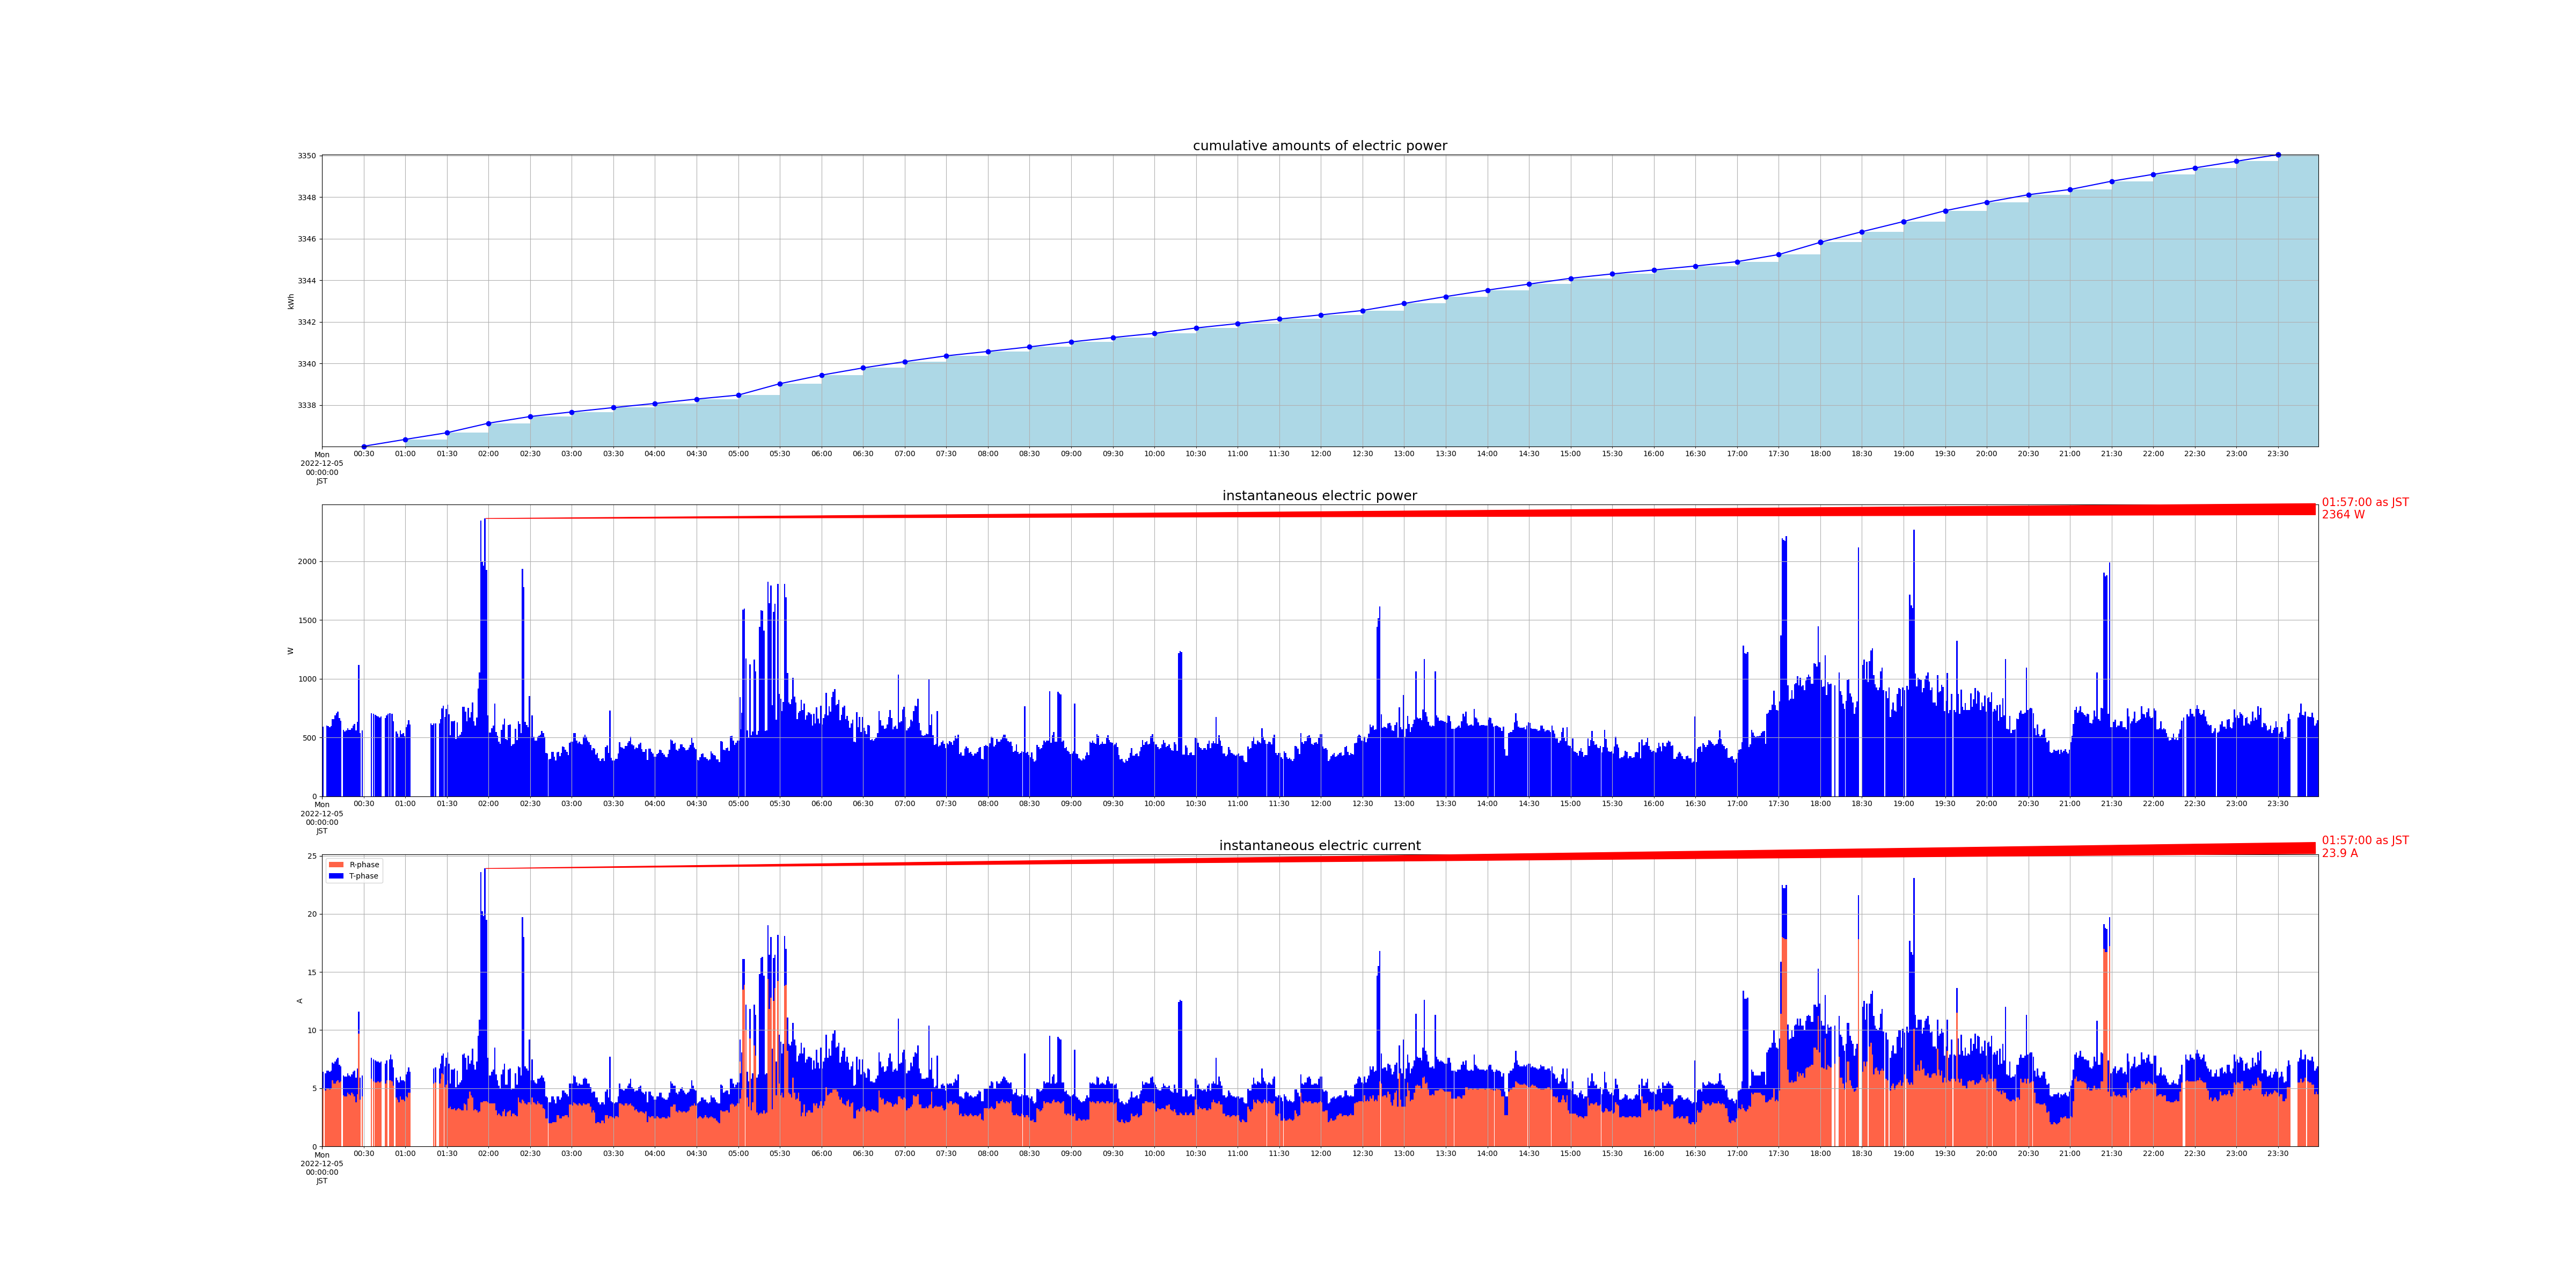 cumulative amounts of electric power
3350
3348
3346
3344
3342
3340
3338
kWh
Mon 00:30 01:00 01:30 02:00 02:30 03:00 03:30 04:00 04:30 05:00 05:30 06:00 06:30 07:00 07:30 08:00 08:30 09:00 09:30 10:00 10:30 11:00 11:30 12:00 12:30 13:00 13:30 14:00 14:30 15:00 15:30 16:00 16:30 17:00 17:30 18:00 18:30 19:00 19:30 20:00 20:30 21:00 21:30 22:00 22:30 23:00 23:30
2022-12-05
00:00:00
JST
instantaneous electric power
01:57:00 as JST
2364 W
2000
1500
1000
500
0
W
Mon 00:30 01:00 01:30 02:00 02:30 03:00 03:30 04:00 04:30 05:00 05:30 06:00 06:30 07:00 07:30 08:00 08:30 09:00 09:30 10:00 10:30 11:00 11:30 12:00 12:30 13:00 13:30 14:00 14:30 15:00 15:30 16:00 16:30 17:00 17:30 18:00 18:30 19:00 19:30 20:00 20:30 21:00 21:30 22:00 22:30 23:00 23:30
2022-12-05
00:00:00
JST
instantaneous electric current
01:57:00 as JST
23.9 A
R-phase
T-phase
25
20
15
10
5
0
A
Mon 00:30 01:00 01:30 02:00 02:30 03:00 03:30 04:00 04:30 05:00 05:30 06:00 06:30 07:00 07:30 08:00 08:30 09:00 09:30 10:00 10:30 11:00 11:30 12:00 12:30 13:00 13:30 14:00 14:30 15:00 15:30 16:00 16:30 17:00 17:30 18:00 18:30 19:00 19:30 20:00 20:30 21:00 21:30 22:00 22:30 23:00 23:30
2022-12-05
00:00:00
JST